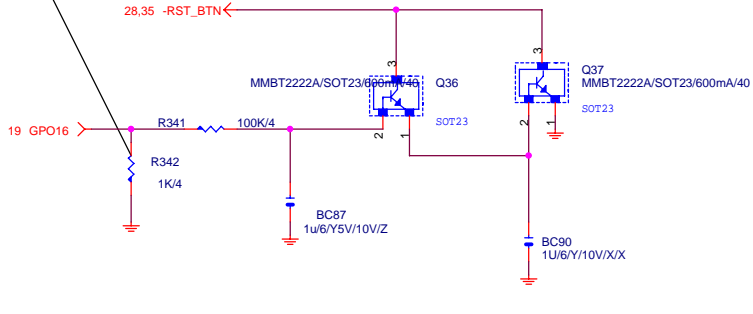 28,35 -RST_BTN
3
3
MMBT2222A/SOT23/600mA/40
Q36
Q37
MMBT2222A/SOT23/600mA/40
SOT23
SOT23
2
1
2
1
19 GPO16
R341
100K/4
R342
1K/4
BC87
1u/6/Y5V/10V/Z
BC90
1U/6/Y/10V/X/X